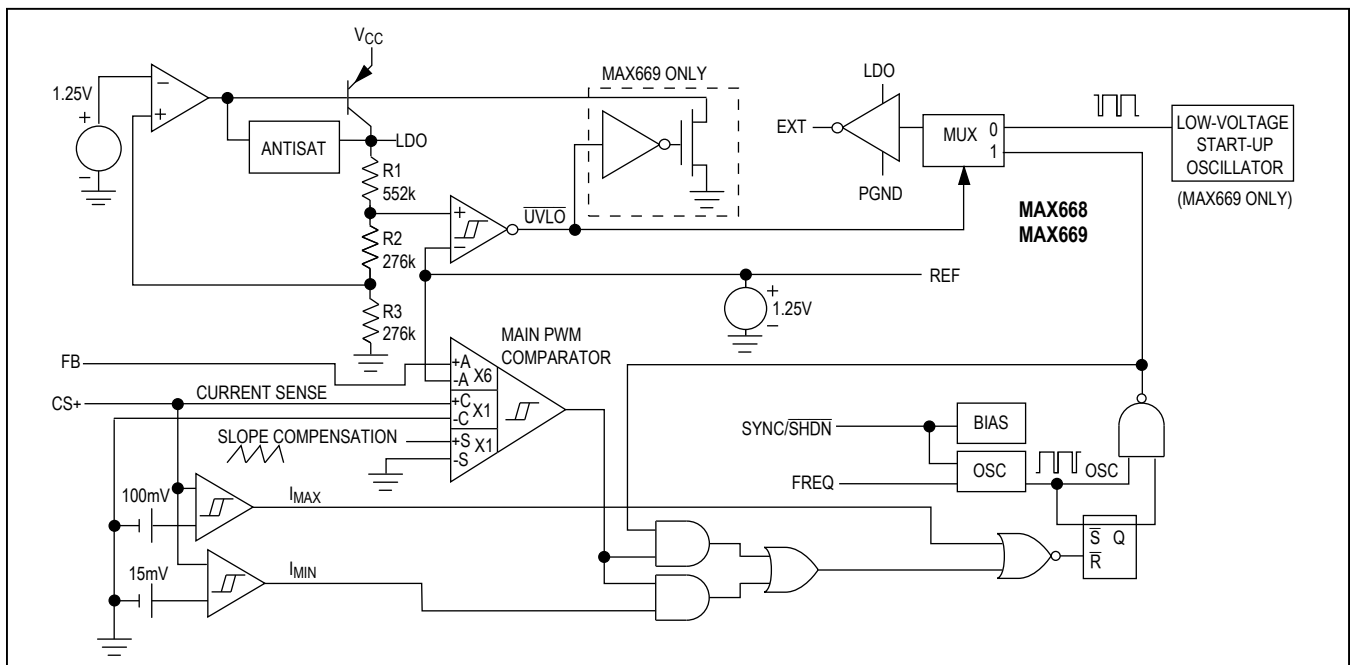 VCC
1.25V
+
−
−
+
ANTISAT
LDO
R1
552k
R2
276k
R3
276k
+
−
UVLO
MAX669 ONLY
LDO
EXT
PGND
MUX 0
1
LOW-VOLTAGE
START-UP
OSCILLATOR
(MAX669 ONLY)
MAX668
MAX669
REF
+
1.25V
−
MAIN PWM
COMPARATOR
FB
+A
-A
X6
CS+
CURRENT SENSE
+C
-C
X1
SLOPE COMPENSATION
+S
-S
X1
100mV
IMAX
15mV
IMIN
SYNC/SHDN
BIAS
FREQ
OSC
OSC
S Q
R